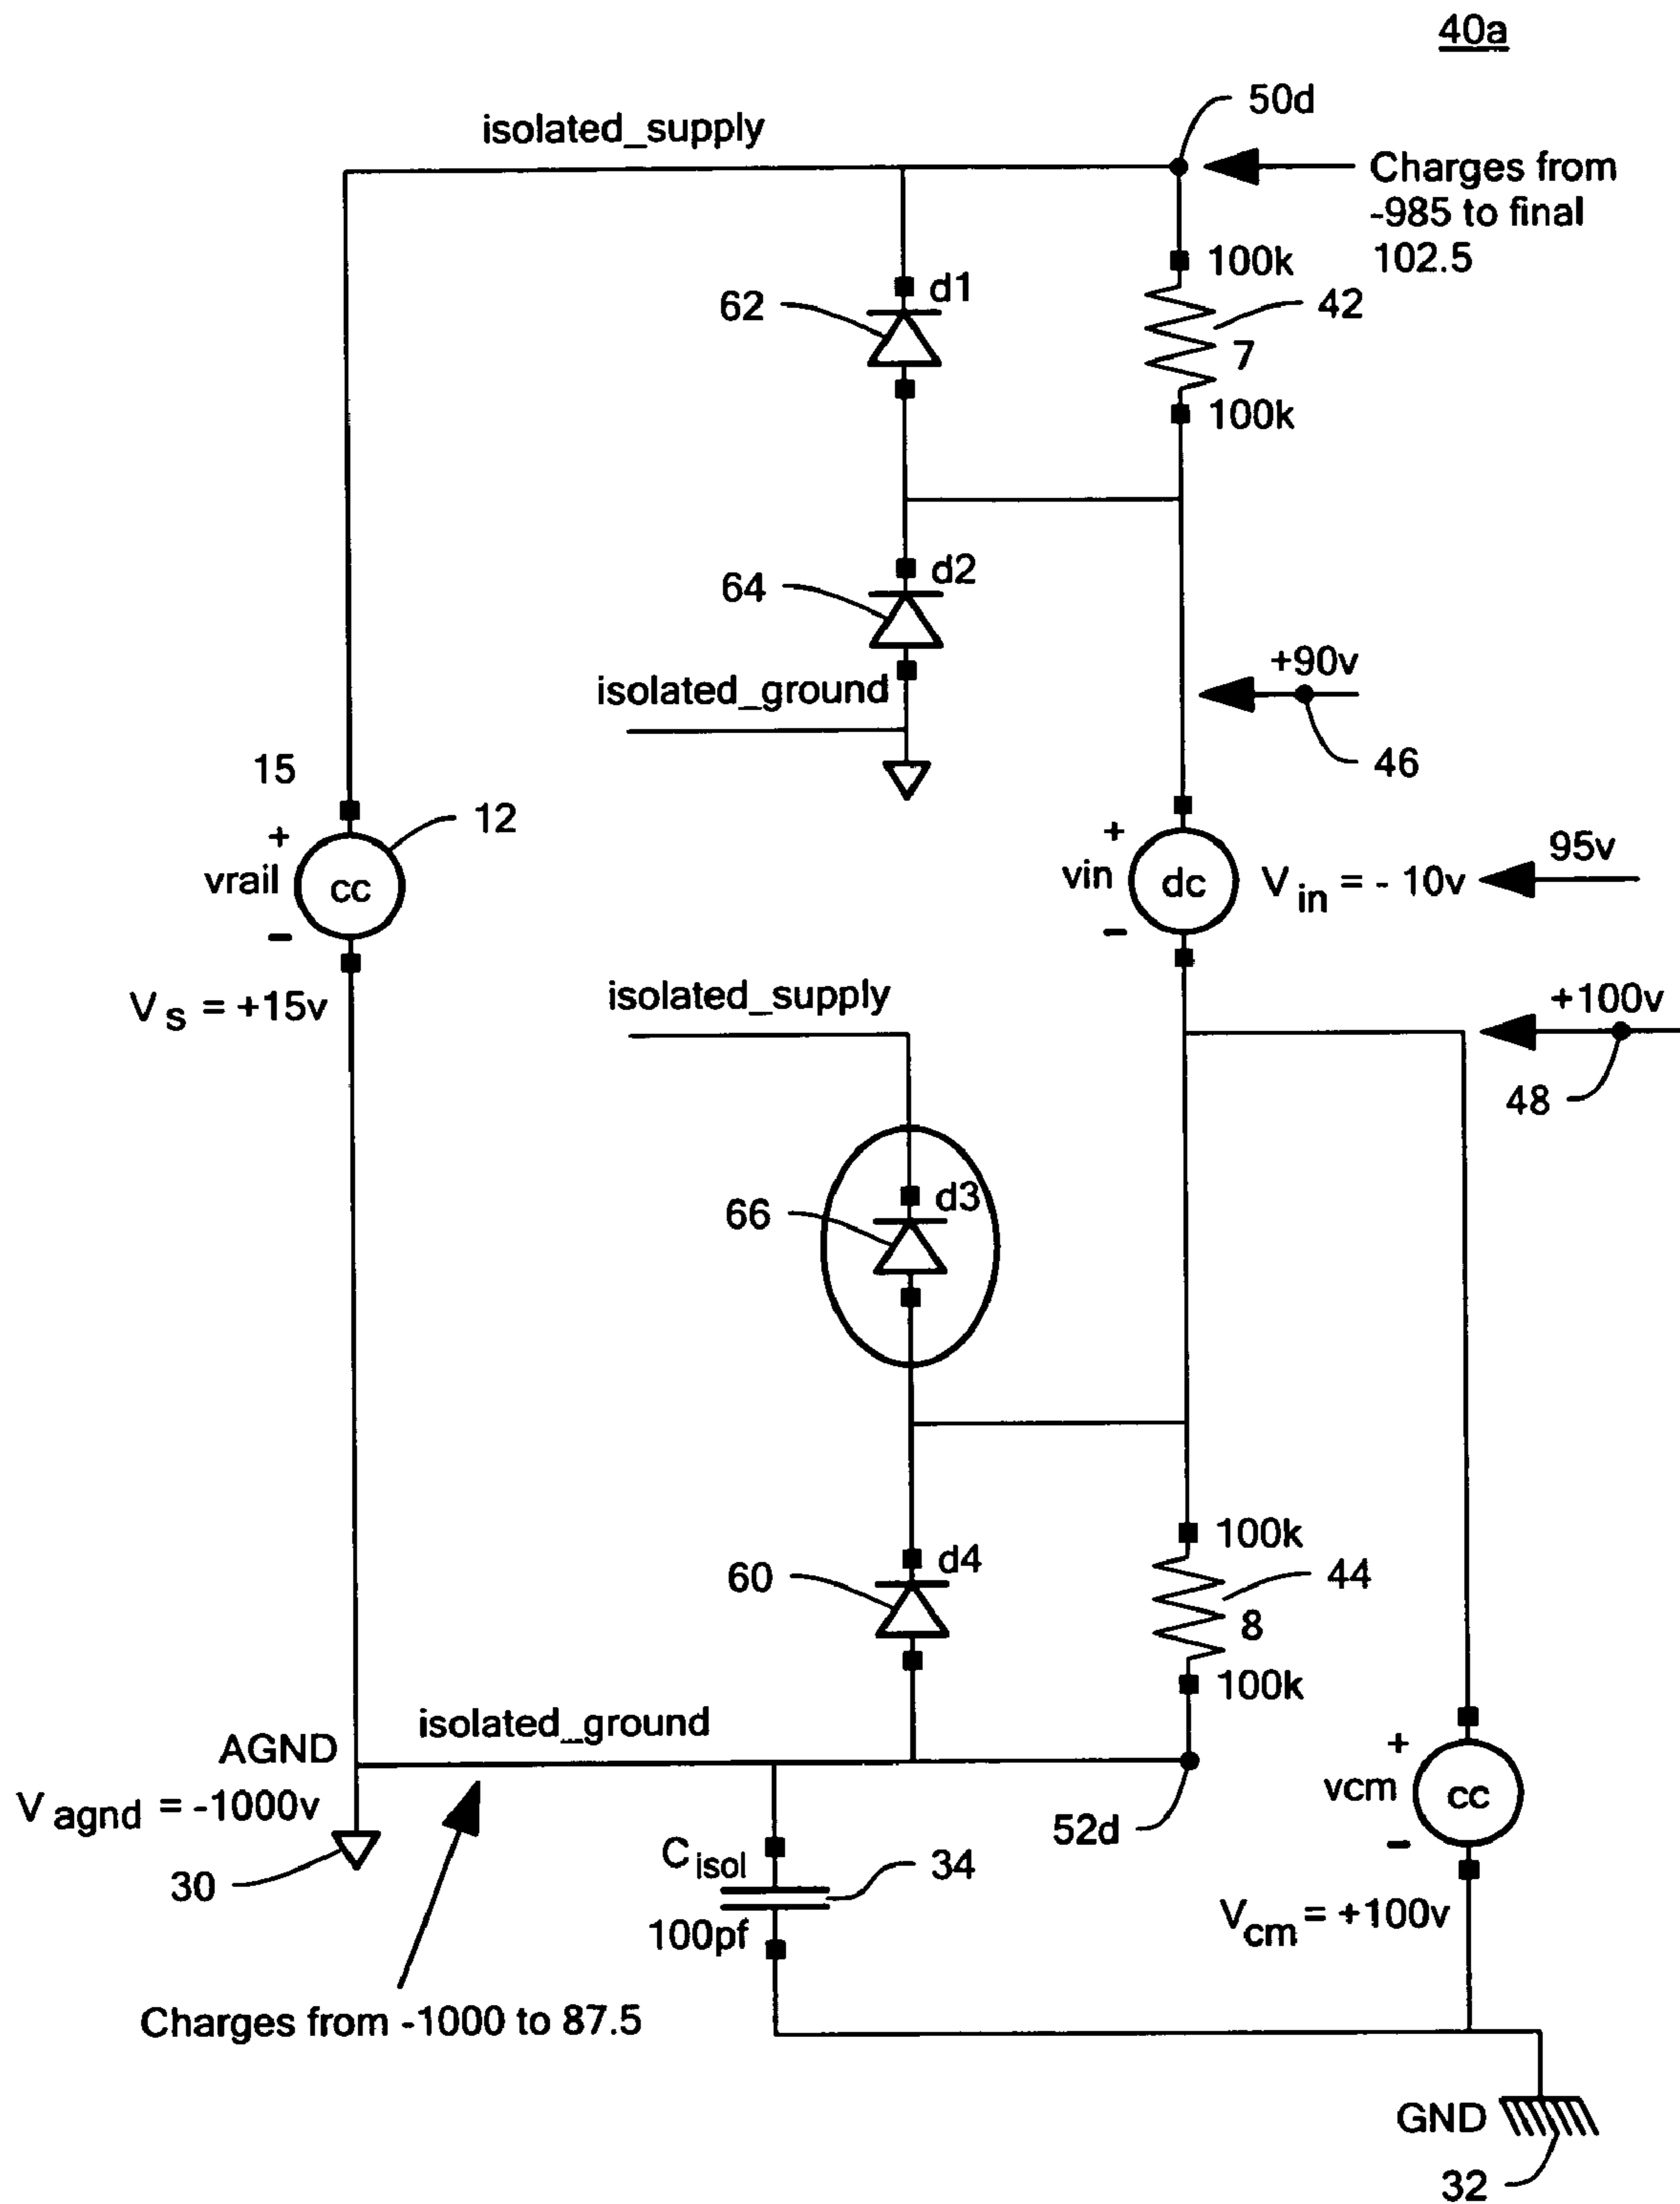 40a
50d
isolated_supply
Charges from
-985 to final
102.5
100k
d1
62
42
7
100k
d2
64
+90v
isolated_ground
46
15
12
+
vrail
cc
-
+
vin
dc
-
V in = - 10v
95v
V s = +15v
isolated_supply
+100v
48
d3
66
100k
d4
60
44
8
100k
isolated_ground
AGND
V agnd = -1000v
30
52d
+
vcm
cc
-
C isol
34
100pf
V cm = +100v
Charges from -1000 to 87.5
GND
32